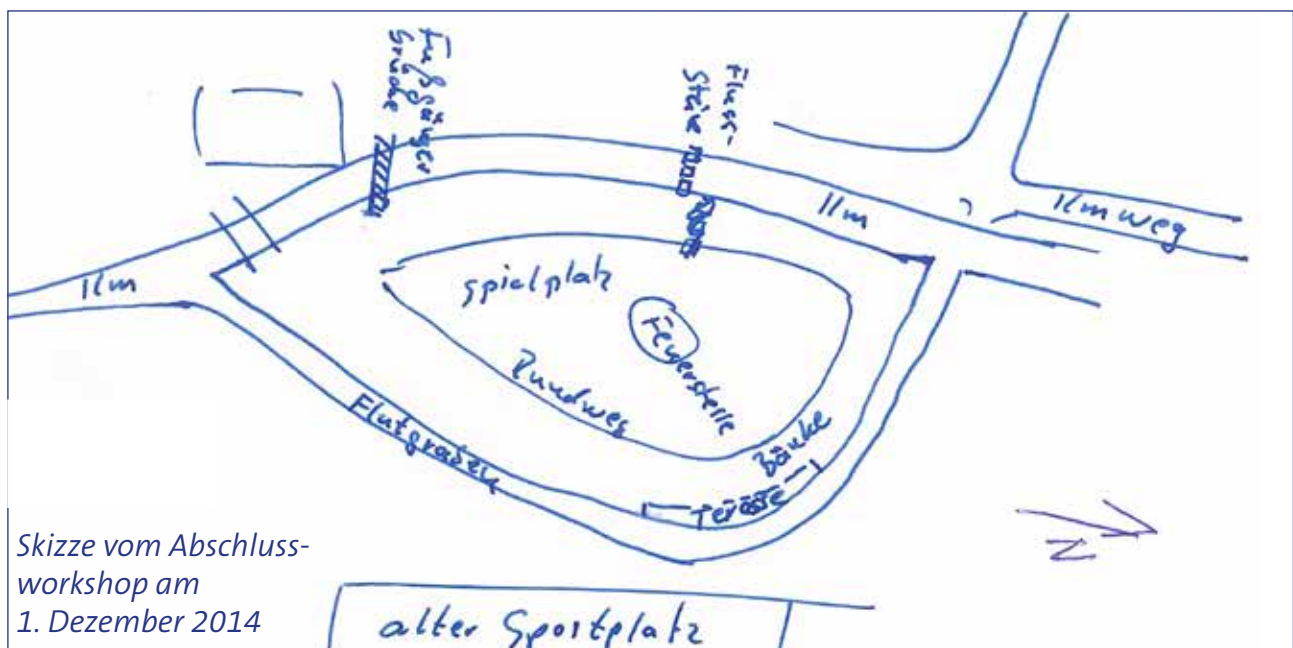 Fußgänger
brücke
Fluss-
Steine
Ilm
Ilmweg
Ilm
Spielplatz
Feuerstelle
Rundweg
Flutgraben
Bänke
Terässe
N
Skizze vom Abschluss-
workshop am
1. Dezember 2014
alter Sportplatz